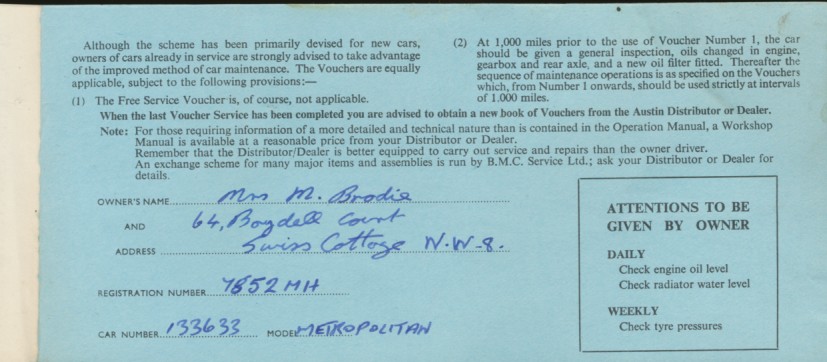 Although the scheme has been primarily devised for new cars,
owners of cars already in service are strongly advised to take advantage
of the improved method of car maintenance. The Vouchers are equally
applicable, subject to the following provisions:—
(1) The Free Service Voucher is, of course, not applicable.
(2) At 1,000 miles prior to the use of Voucher Number 1, the car
should be given a general inspection, oils changed in engine,
gearbox and rear axle, and a new oil filter fitted. Thereafter the
sequence of maintenance operations is as specified on the Vouchers
which, from Number 1 onwards, should be used strictly at intervals
of 1.000 miles.
When the last Voucher Service has been completed you are advised to obtain a new book of Vouchers from the Austin Distributor or Dealer.
Note: For those requiring information of a more detailed and technical nature than is contained in the Operation Manual, a Workshop
Manual is available at a reasonable price from your Distributor or Dealer.
Remember that the Distributor/Dealer is better equipped to carry out service and repairs than the owner driver.
An exchange scheme for many major items and assemblies is run by B.M.C. Service Ltd.; ask your Distributor or Dealer for
details.
OWNER'S NAME Mrs M. Brodie
AND 64, Boydell Court
ADDRESS Swiss Cottage N.W-8.
REGISTRATION NUMBER 7852 MH
CAR NUMBER 133633 MODEL METROPOLITAN
ATTENTIONS TO BE
GIVEN BY OWNER
DAILY
Check engine oil level
Check radiator water level
WEEKLY
Check tyre pressures